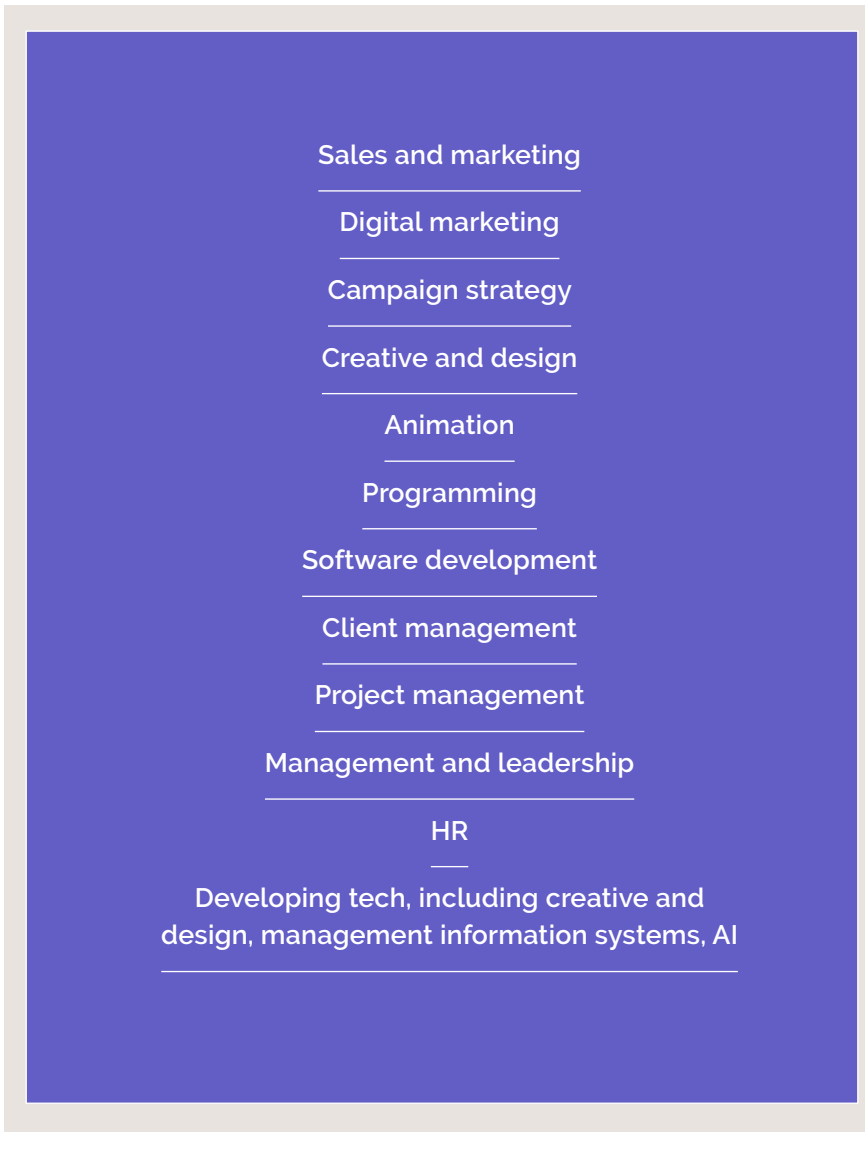 Sales and marketing
Digital marketing
Campaign strategy
Creative and design
Animation
Programming
Software development
Client management
Project management
Management and leadership
HR
Developing tech, including creative and
design, management information systems, AI